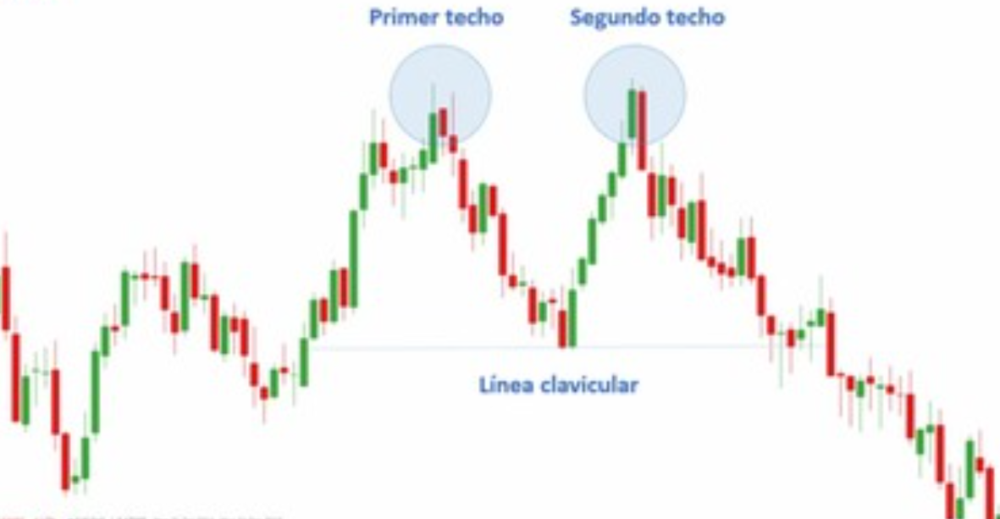 Primer techo
Segundo techo
Línea clavicular